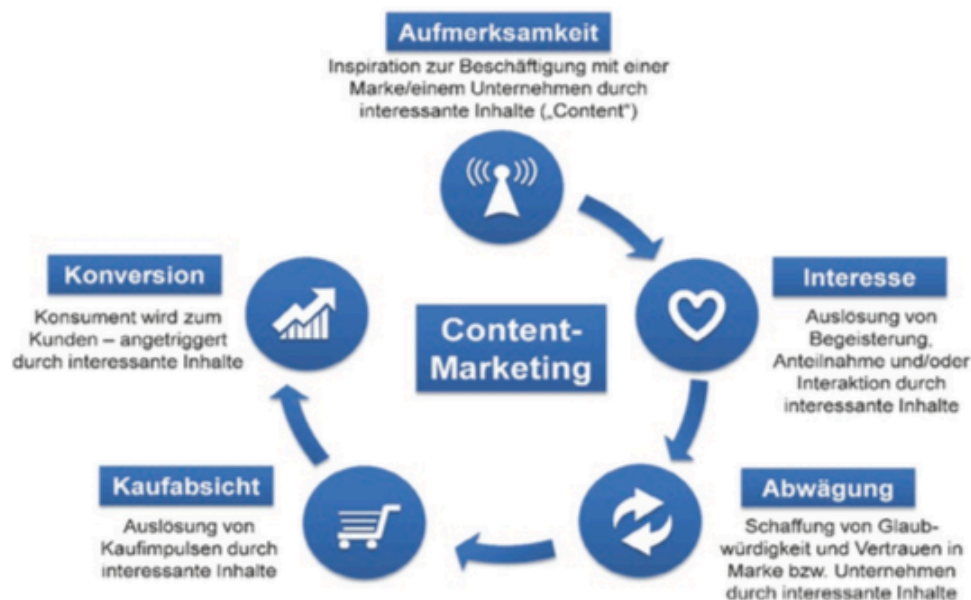 Aufmerksamkeit
Inspiration zur Beschäftigung mit einer
Marke/einem Unternehmen durch
interessante Inhalte („Content“)
Interesse
Auslösung von
Begeisterung,
Anteilnahme und/oder
Interaktion durch
interessante Inhalte
Abwägung
Schaffung von Glaub-
würdigkeit und Vertrauen in
Marke bzw. Unternehmen
durch interessante Inhalte
Kaufabsicht
Auslösung von
Kaufimpulsen durch
interessante Inhalte
Konversion
Konsument wird zum
Kunden – angetriggert
durch interessante Inhalte
Content-
Marketing